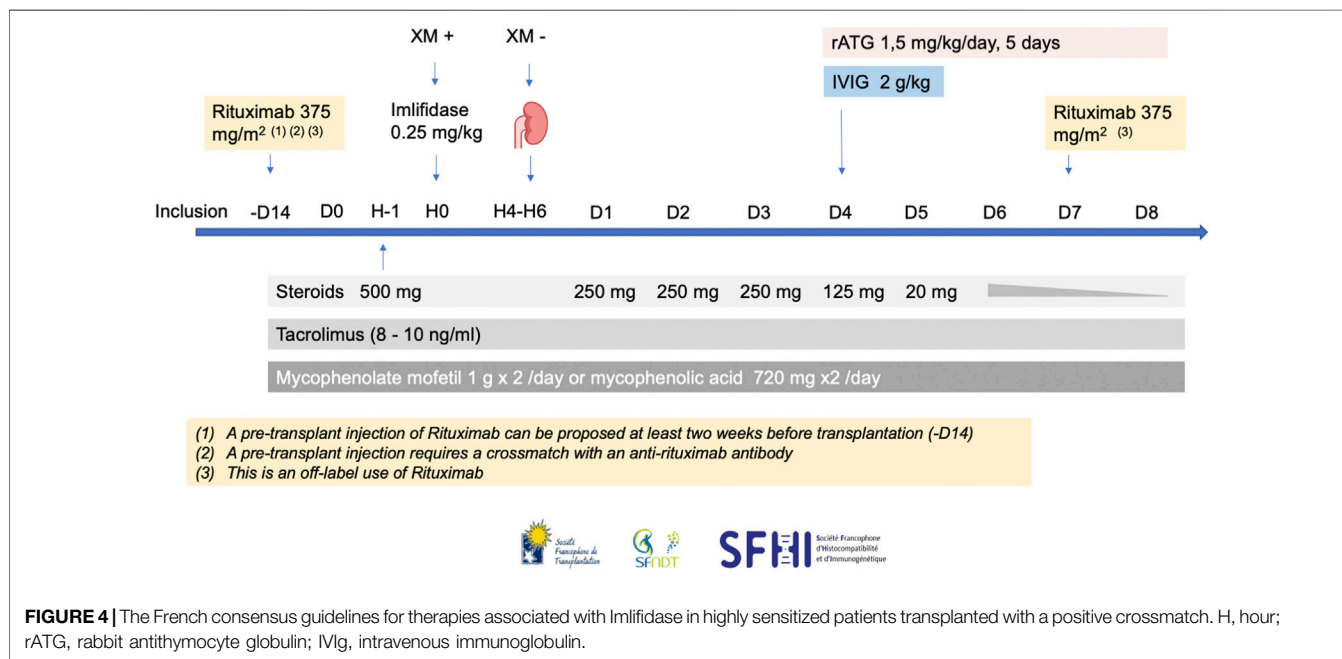 XM +
XM -
rATG 1,5 mg/kg/day, 5 days
IVIG 2 g/kg
Rituximab 375
mg/m² (1) (2) (3)
Imlifidase
0.25 mg/kg
Rituximab 375
mg/m² (3)
Inclusion -D14 D0 H-1 H0 H4-H6 D1 D2 D3 D4 D5 D6 D7 D8
Steroids 500 mg 250 mg 250 mg 250 mg 125 mg 20 mg
Tacrolimus (8 - 10 ng/ml)
Mycophenolate mofetil 1 g x 2 /day or mycophenolic acid 720 mg x2 /day
(1) A pre-transplant injection of Rituximab can be proposed at least two weeks before transplantation (-D14)
(2) A pre-transplant injection requires a crossmatch with an anti-rituximab antibody
(3) This is an off-label use of Rituximab
Société
Francophone de
Transplantation
SFNDT
SFHI
Société Francophone
d'Histocompatibilité
et d'Immunogénétique
FIGURE 4 | The French consensus guidelines for therapies associated with Imlifidase in highly sensitized patients transplanted with a positive crossmatch. H, hour;
rATG, rabbit antithymocyte globulin; IVIg, intravenous immunoglobulin.